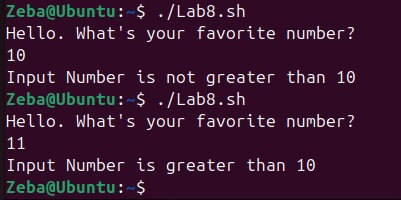 Zeba@Ubuntu:~$ ./Lab8.sh
Hello. What's your favorite number?
10
Input Number is not greater than 10
Zeba@Ubuntu:~$ ./Lab8.sh
Hello. What's your favorite number?
11
Input Number is greater than 10
Zeba@Ubuntu:~$